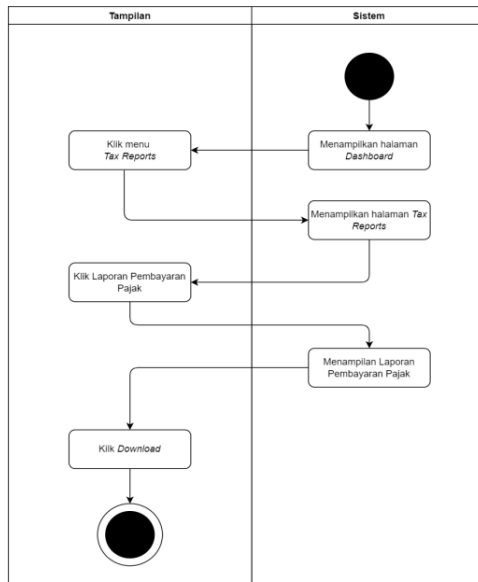 Tampilan
Sistem
Menampilkan halaman
Dashboard
Klik menu
Tax Reports
Menampilkan halaman Tax
Reports
Klik Laporan Pembayaran
Pajak
Menampilan Laporan
Pembayaran Pajak
Kilk Download